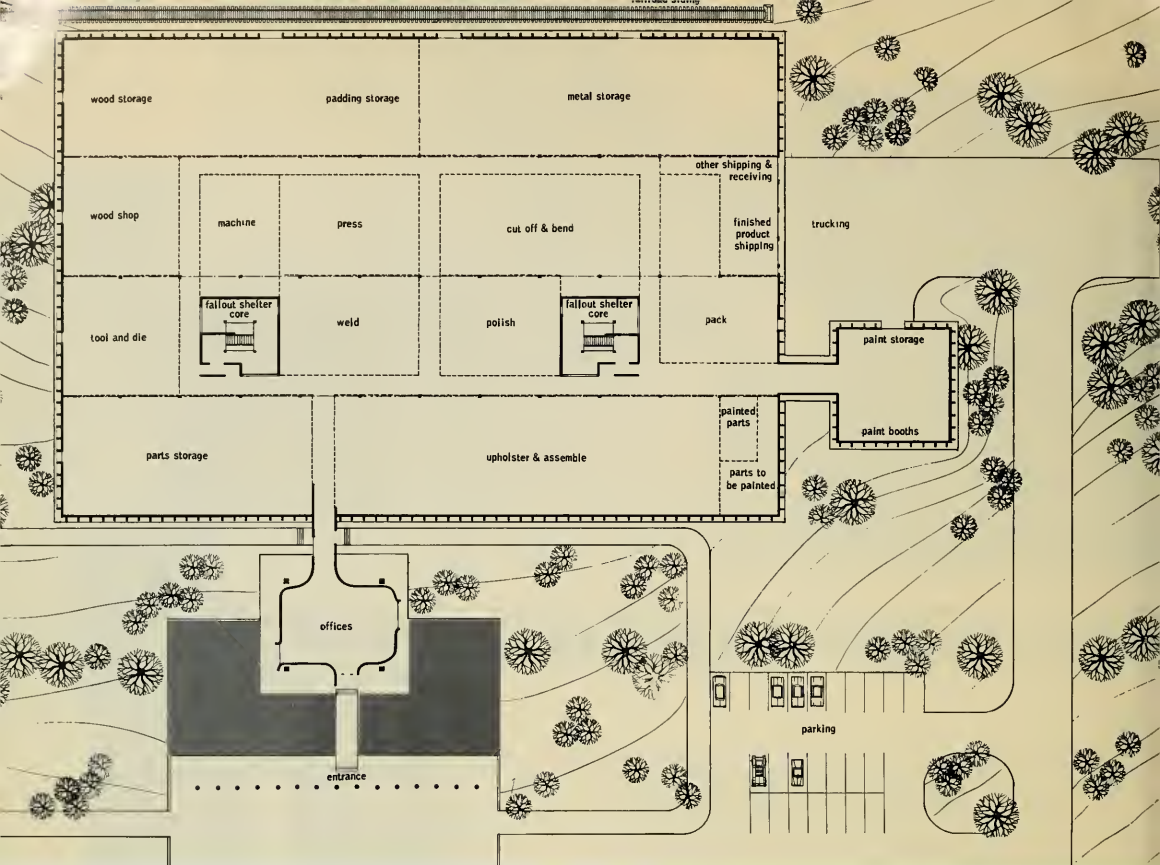 railroad siding
wood storage
padding storage
metal storage
other shipping &
receiving
wood shop
machine
press
cut off & bend
finished
product
shipping
trucking
fallout shelter
core
fallout shelter
core
tool and die
weld
polish
pack
paint storage
painted
parts
paint booths
parts storage
upholster & assemble
parts to
be painted
offices
parking
entrance